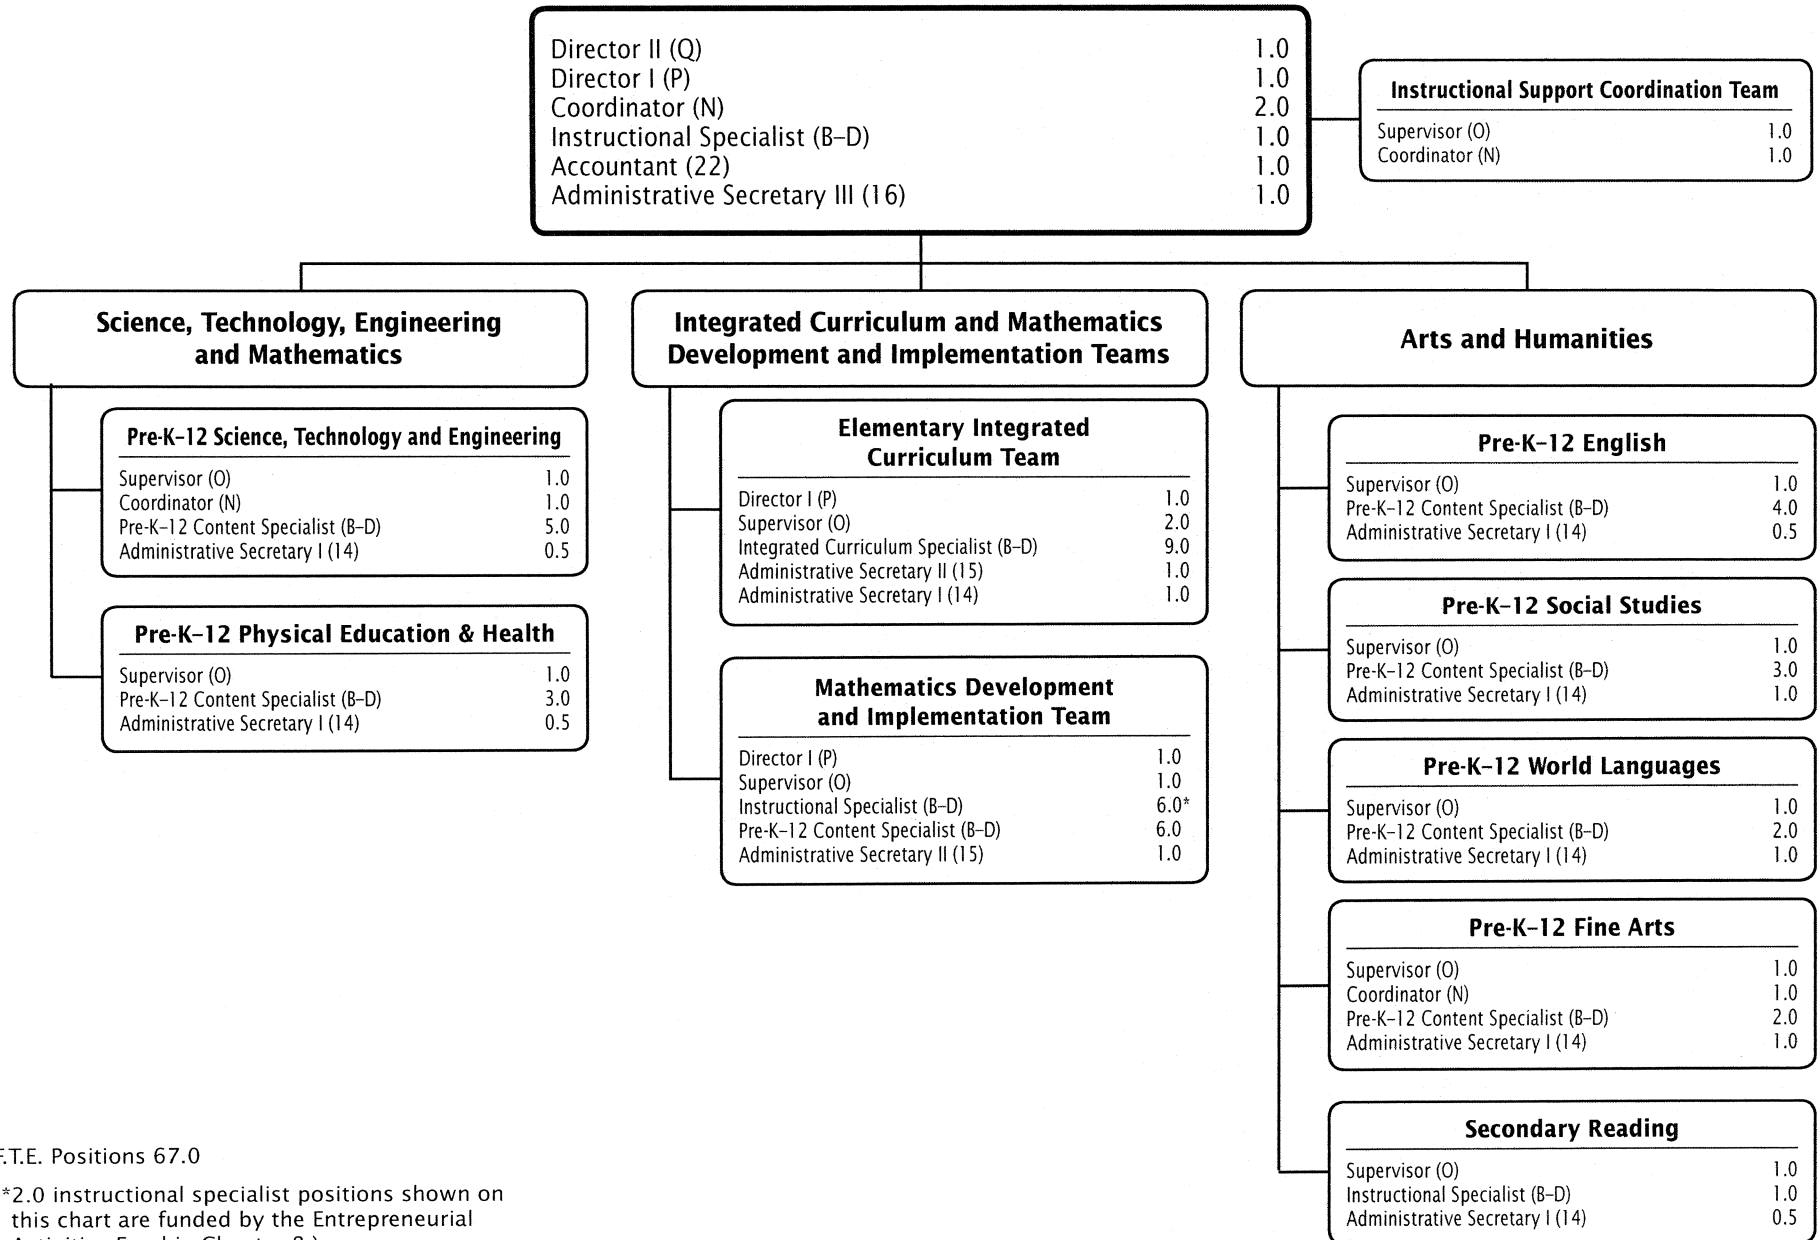 Director II (Q) 1.0
Director I (P) 1.0
Coordinator (N) 2.0
Instructional Specialist (B–D) 1.0
Accountant (22) 1.0
Administrative Secretary III (16) 1.0
Instructional Support Coordination Team
Supervisor (O) 1.0
Coordinator (N) 1.0
Science, Technology, Engineering
and Mathematics
Pre-K–12 Science, Technology and Engineering
Supervisor (O) 1.0
Coordinator (N) 1.0
Pre-K–12 Content Specialist (B–D) 5.0
Administrative Secretary I (14) 0.5
Pre-K–12 Physical Education & Health
Supervisor (O) 1.0
Pre-K–12 Content Specialist (B–D) 3.0
Administrative Secretary I (14) 0.5
Integrated Curriculum and Mathematics
Development and Implementation Teams
Elementary Integrated
Curriculum Team
Director I (P) 1.0
Supervisor (O) 2.0
Integrated Curriculum Specialist (B–D) 9.0
Administrative Secretary II (15) 1.0
Administrative Secretary I (14) 1.0
Mathematics Development
and Implementation Team
Director I (P) 1.0
Supervisor (O) 1.0
Instructional Specialist (B–D) 6.0*
Pre-K–12 Content Specialist (B–D) 6.0
Administrative Secretary II (15) 1.0
Arts and Humanities
Pre-K–12 English
Supervisor (O) 1.0
Pre-K–12 Content Specialist (B–D) 4.0
Administrative Secretary I (14) 0.5
Pre-K–12 Social Studies
Supervisor (O) 1.0
Pre-K–12 Content Specialist (B–D) 3.0
Administrative Secretary I (14) 1.0
Pre-K–12 World Languages
Supervisor (O) 1.0
Pre-K–12 Content Specialist (B–D) 2.0
Administrative Secretary I (14) 1.0
Pre-K–12 Fine Arts
Supervisor (O) 1.0
Coordinator (N) 1.0
Pre-K–12 Content Specialist (B–D) 2.0
Administrative Secretary I (14) 1.0
Secondary Reading
Supervisor (O) 1.0
Instructional Specialist (B–D) 1.0
Administrative Secretary I (14) 0.5
F.T.E. Positions 67.0
*2.0 instructional specialist positions shown on
this chart are funded by the Entrepreneurial